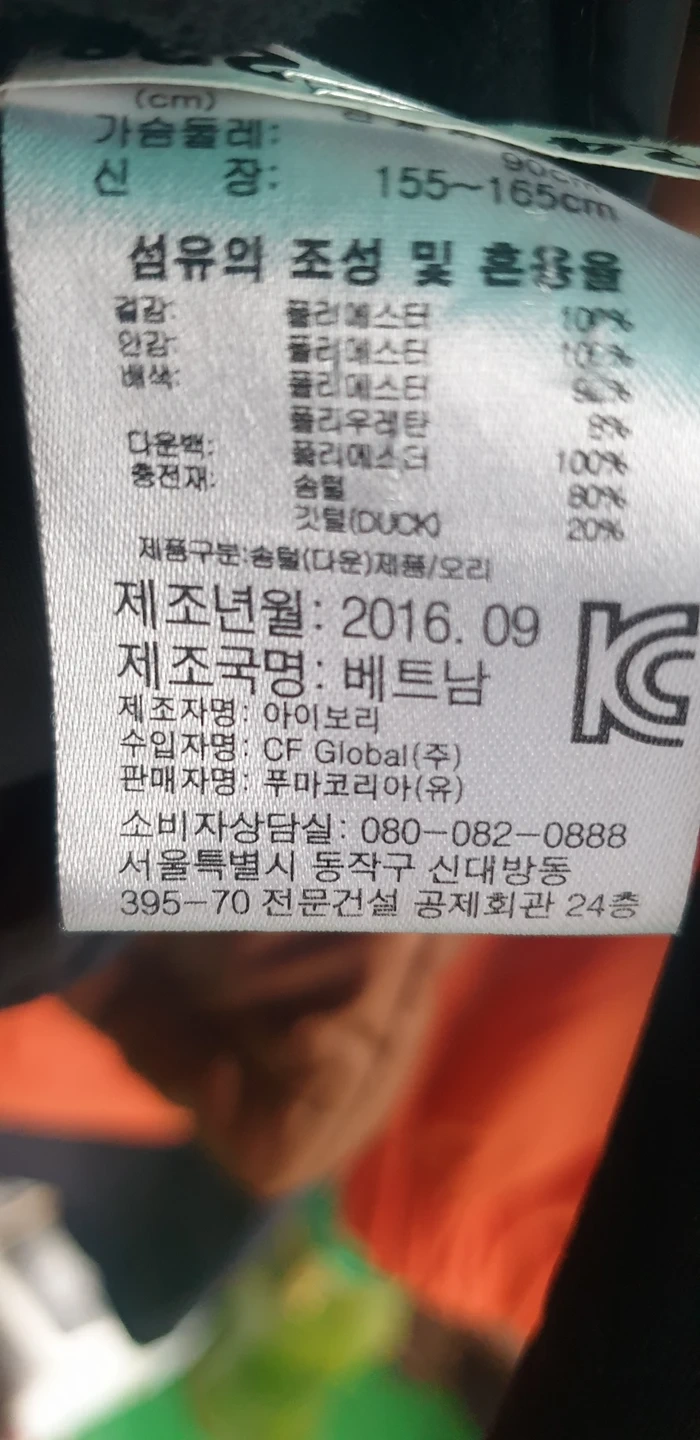 (cm)
가슴둘레: 90cm
신 장: 155~165cm
섬유의 조성 및 혼용율
겉감: 폴리에스터 100%
안감: 폴리에스터 100%
배색: 폴리에스터
폴리우레탄 8%
다운백: 폴리에스터 100%
충전재: 솜털 80%
깃털(DUCK) 20%
제품구분:솜털(다운)제품/오리
제조년월: 2016. 09
제조국명: 베트남
제조자명: 아이보리
수입자명: CF Global(주)
판매자명: 푸마코리아(유)
소비자상담실: 080-082-0888
서울특별시 동작구 신대방동
395-70 전문건설 공제회관 24층